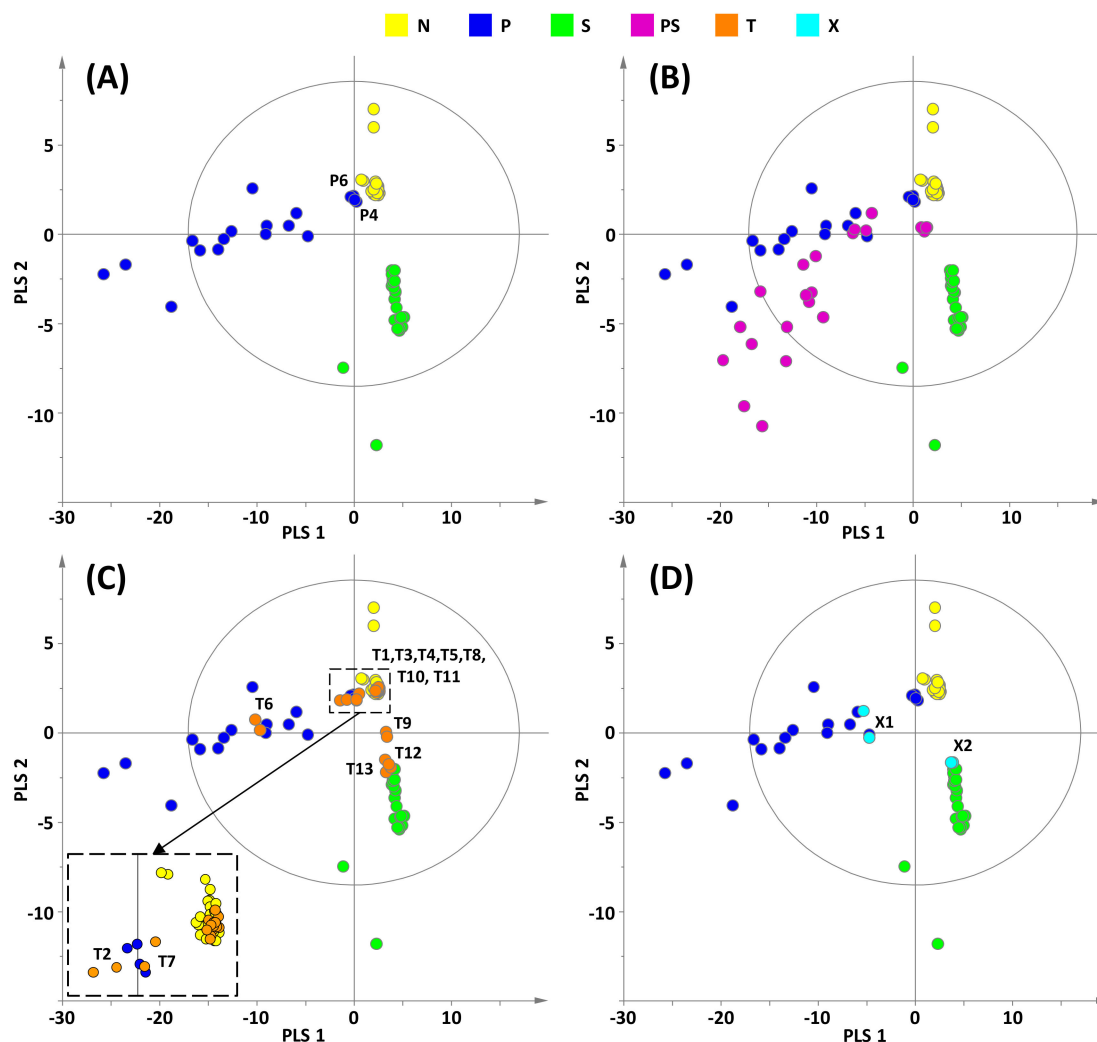 N P S PS T X
(A)
5
0
-5
-10
P6
P4
PLS 2
-30 -20 -10 0 10
PLS 1
(B)
5
0
-5
-10
PLS 2
-30 -20 -10 0 10
PLS 1
(C)
5
0
-5
-10
T1,T3,T4,T5,T8,
T10, T11
T6
T9
T12
T13
T2
T7
PLS 2
-30 -20 -10 0 10
PLS 1
(D)
5
0
-5
-10
X1
X2
PLS 2
-30 -20 -10 0 10
PLS 1